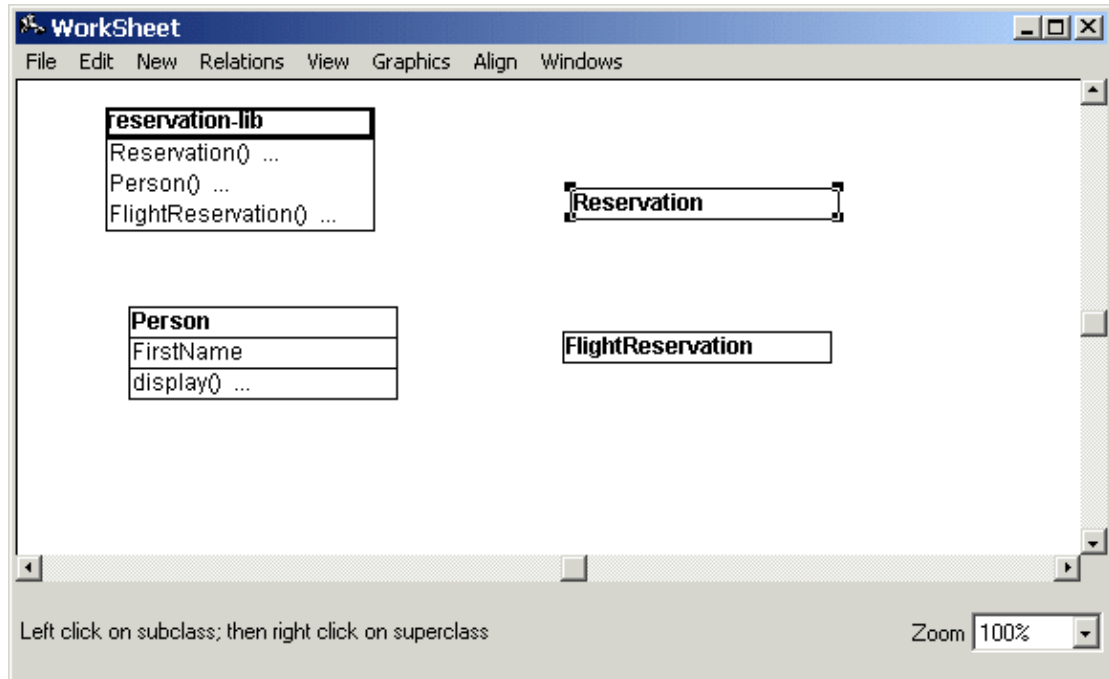 WorkSheet
File Edit New Relations View Graphics Align Windows
reservation-lib
Reservation() ...
Person() ...
FlightReservation() ...
Reservation
Person
FirstName
display() ...
FlightReservation
Left click on subclass; then right click on superclass
Zoom 100%